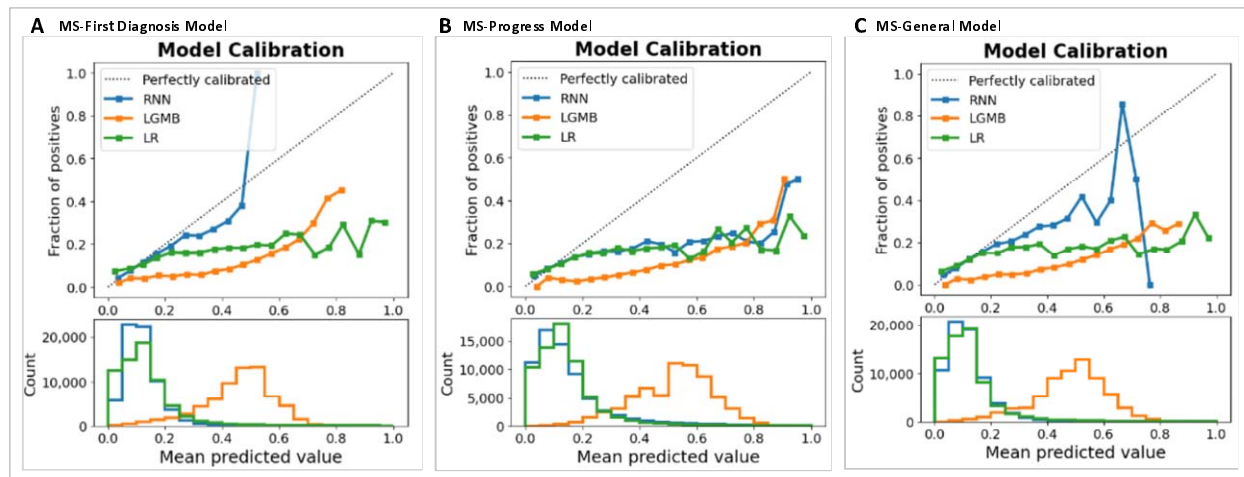 A MS-First Diagnosis Model
Model Calibration
Fraction of positives
1.0
0.8
0.6
0.4
0.2
0.0
Perfectly calibrated
RNN
LGMB
LR
0.0 0.2 0.4 0.6 0.8 1.0
Count
20,000
10,000
0
0.0 0.2 0.4 0.6 0.8 1.0
Mean predicted value
B MS-Progress Model
Model Calibration
Fraction of positives
1.0
0.8
0.6
0.4
0.2
0.0
Perfectly calibrated
RNN
LGMB
LR
0.0 0.2 0.4 0.6 0.8 1.0
Count
15,000
10,000
5,000
0
0.0 0.2 0.4 0.6 0.8 1.0
Mean predicted value
C MS-General Model
Model Calibration
Fraction of positives
1.0
0.8
0.6
0.4
0.2
0.0
Perfectly calibrated
RNN
LGMB
LR
0.0 0.2 0.4 0.6 0.8 1.0
Count
20,000
10,000
0
0.0 0.2 0.4 0.6 0.8 1.0
Mean predicted value